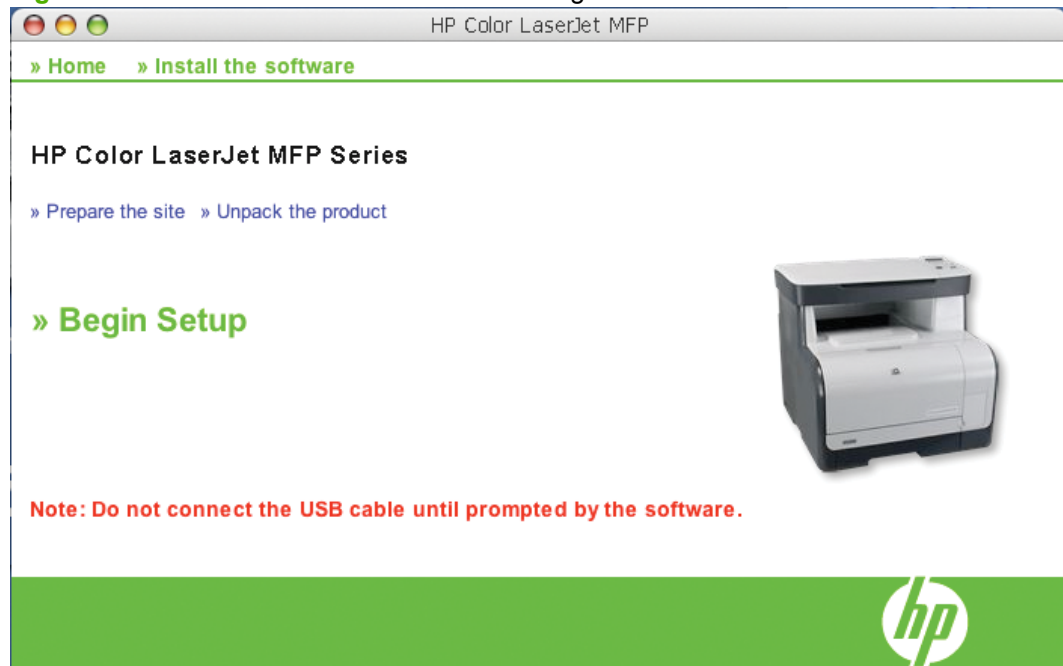 HP Color LaserJet MFP
» Home » Install the software
HP Color LaserJet MFP Series
» Prepare the site » Unpack the product
» Begin Setup
Note: Do not connect the USB cable until prompted by the software.
hp